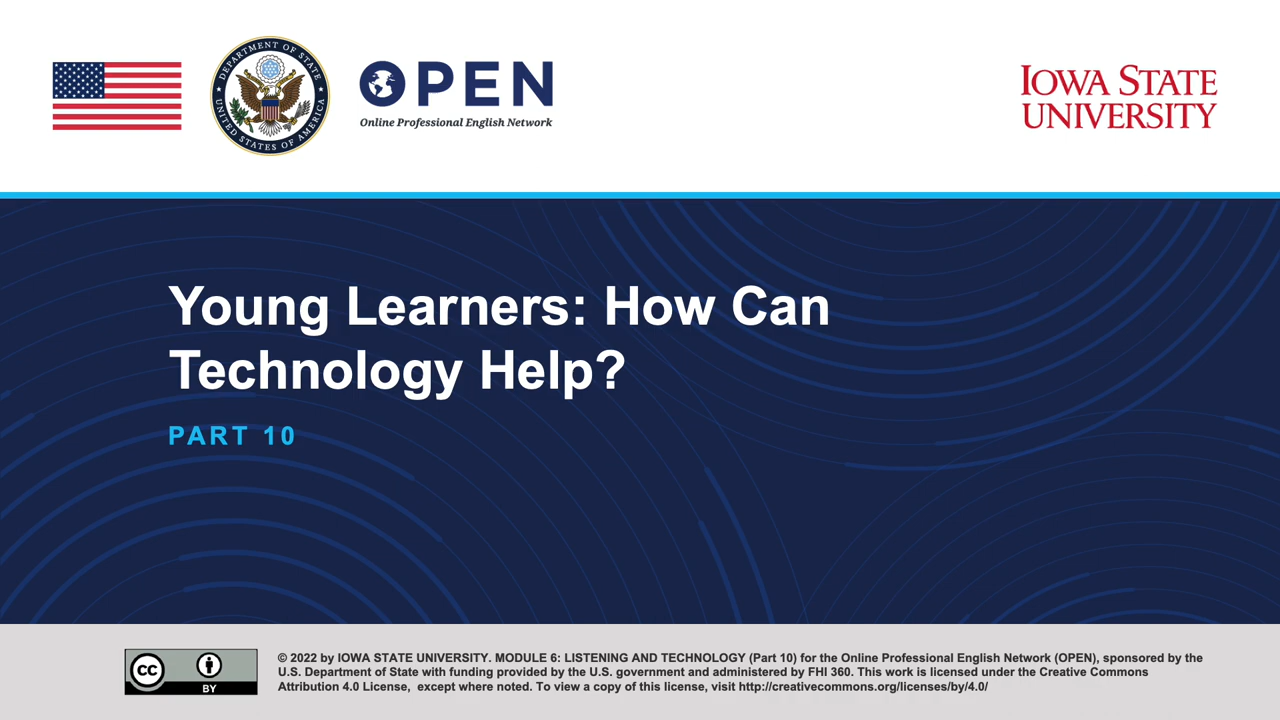 DEPARTMENT OF STATE
UNITED STATES OF AMERICA
OPEN
Online Professional English Network
IOWA STATE
UNIVERSITY
Young Learners: How Can
Technology Help?
PART 10
CC
BY
© 2022 by IOWA STATE UNIVERSITY. MODULE 6: LISTENING AND TECHNOLOGY (Part 10) for the Online Professional English Network (OPEN), sponsored by the
U.S. Department of State with funding provided by the U.S. government and administered by FHI 360. This work is licensed under the Creative Commons
Attribution 4.0 License, except where noted. To view a copy of this license, visit http://creativecommons.org/licenses/by/4.0/